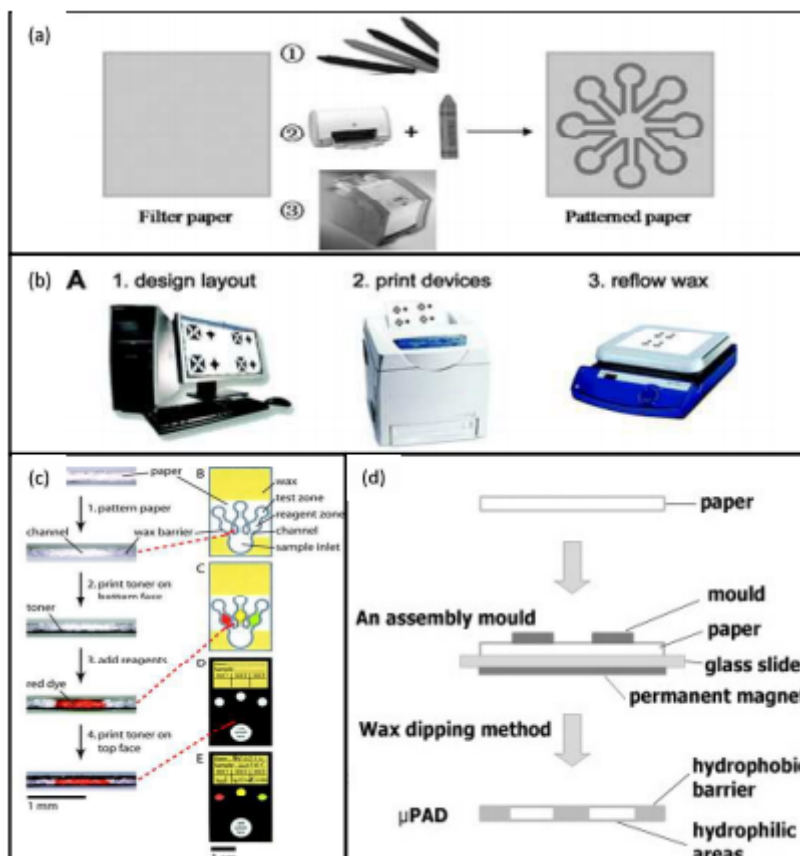 (a)
①
②
+
③
Filter paper
Patterned paper
(b) A 1. design layout 2. print devices 3. reflow wax
(c)
paper
1. pattern paper
channel
wax barrier
2. print toner on
bottom face
toner
3. add reagents
red dye
4. print toner on
top face
1 mm
B
wax
test zone
reagent zone
channel
sample inlet
C
D
E
(d)
paper
An assembly mould
mould
paper
glass slide
permanent magne
Wax dipping method
µPAD
hydrophobic
barrier
hydrophilic
areas